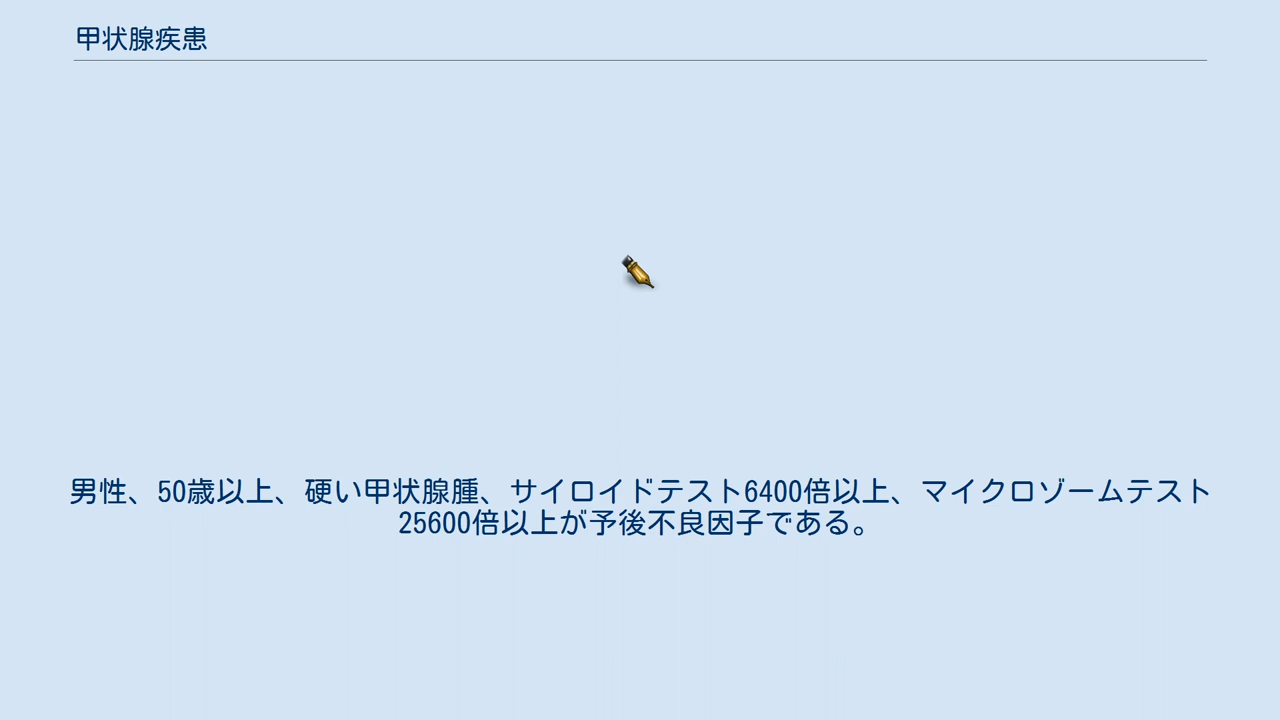 甲状腺疾患
男性、50歳以上、硬い甲状腺腫、サイロイドテスト6400倍以上、マイクロゾームテスト
25600倍以上が予後不良因子である。